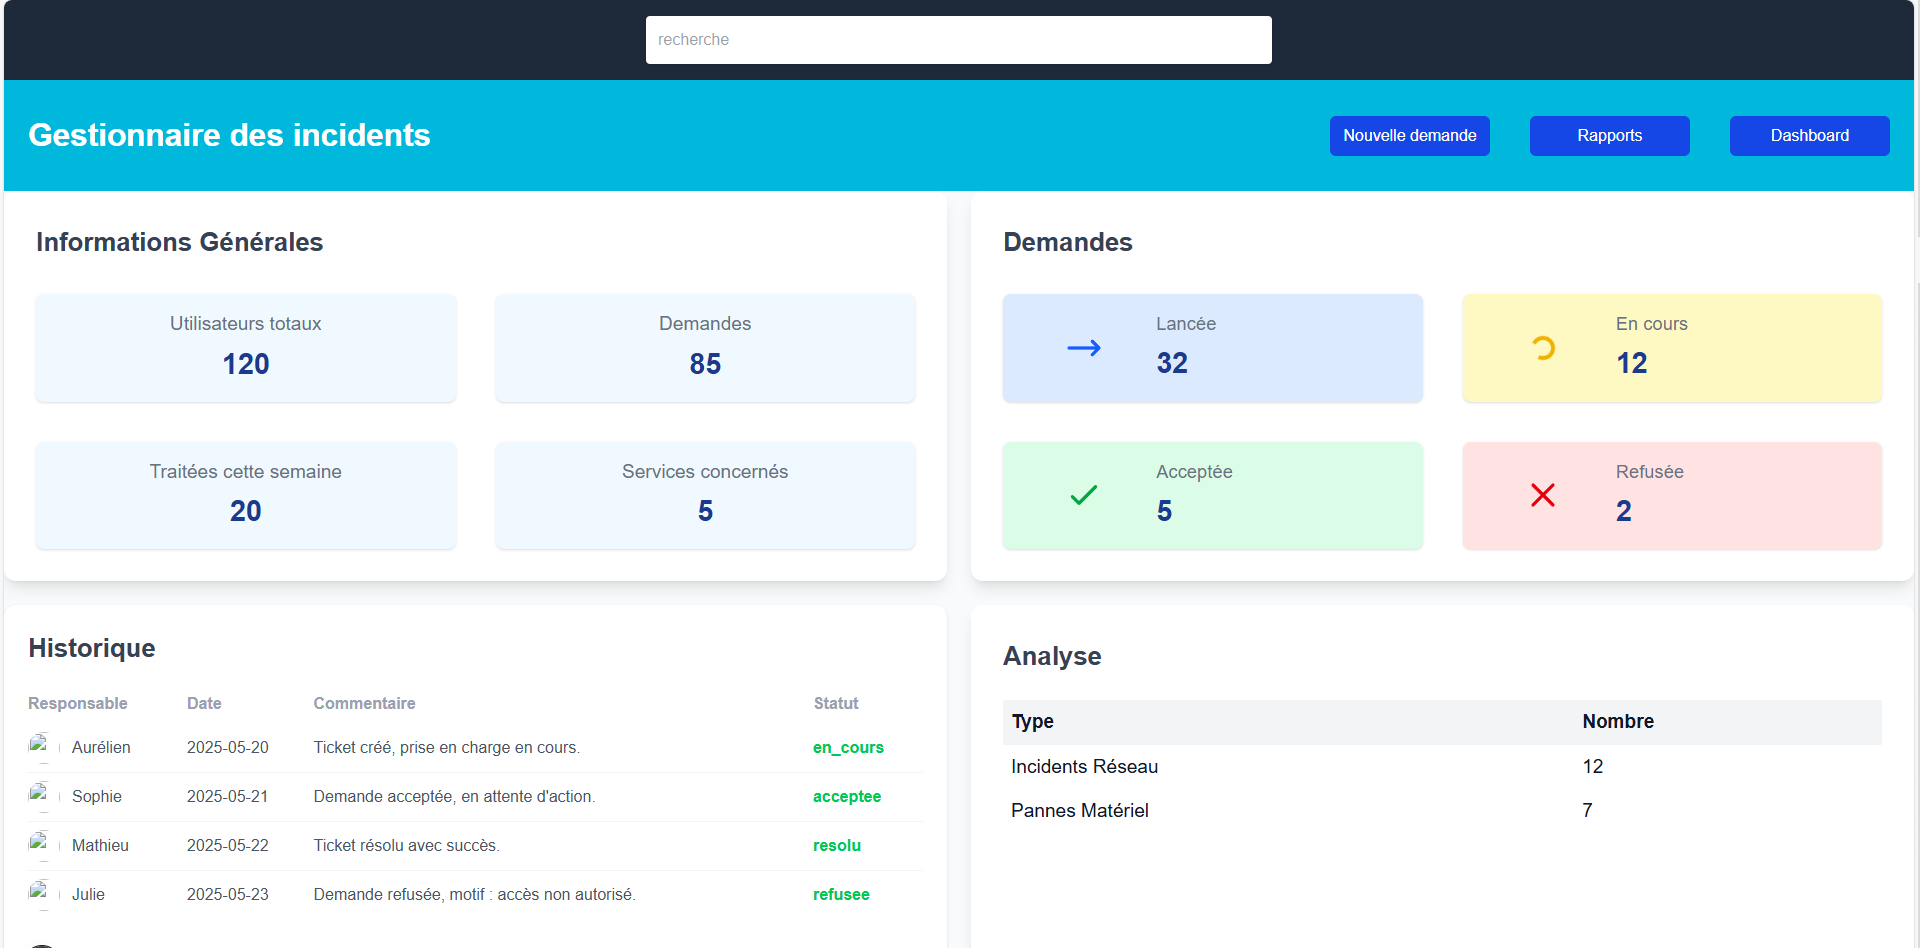 recherche
Gestionnaire des incidents
Nouvelle demande
Rapports
Dashboard
Informations Générales
Utilisateurs totaux
120
Demandes
85
Traitées cette semaine
20
Services concernés
5
Demandes
Lancée
32
En cours
12
Acceptée
5
Refusée
2
Historique
Responsable Date Commentaire Statut
Aurélien 2025-05-20 Ticket créé, prise en charge en cours. en_cours
Sophie 2025-05-21 Demande acceptée, en attente d'action. acceptee
Mathieu 2025-05-22 Ticket résolu avec succès. resolu
Julie 2025-05-23 Demande refusée, motif : accès non autorisé. refusee
Analyse
Type Nombre
Incidents Réseau 12
Pannes Matériel 7